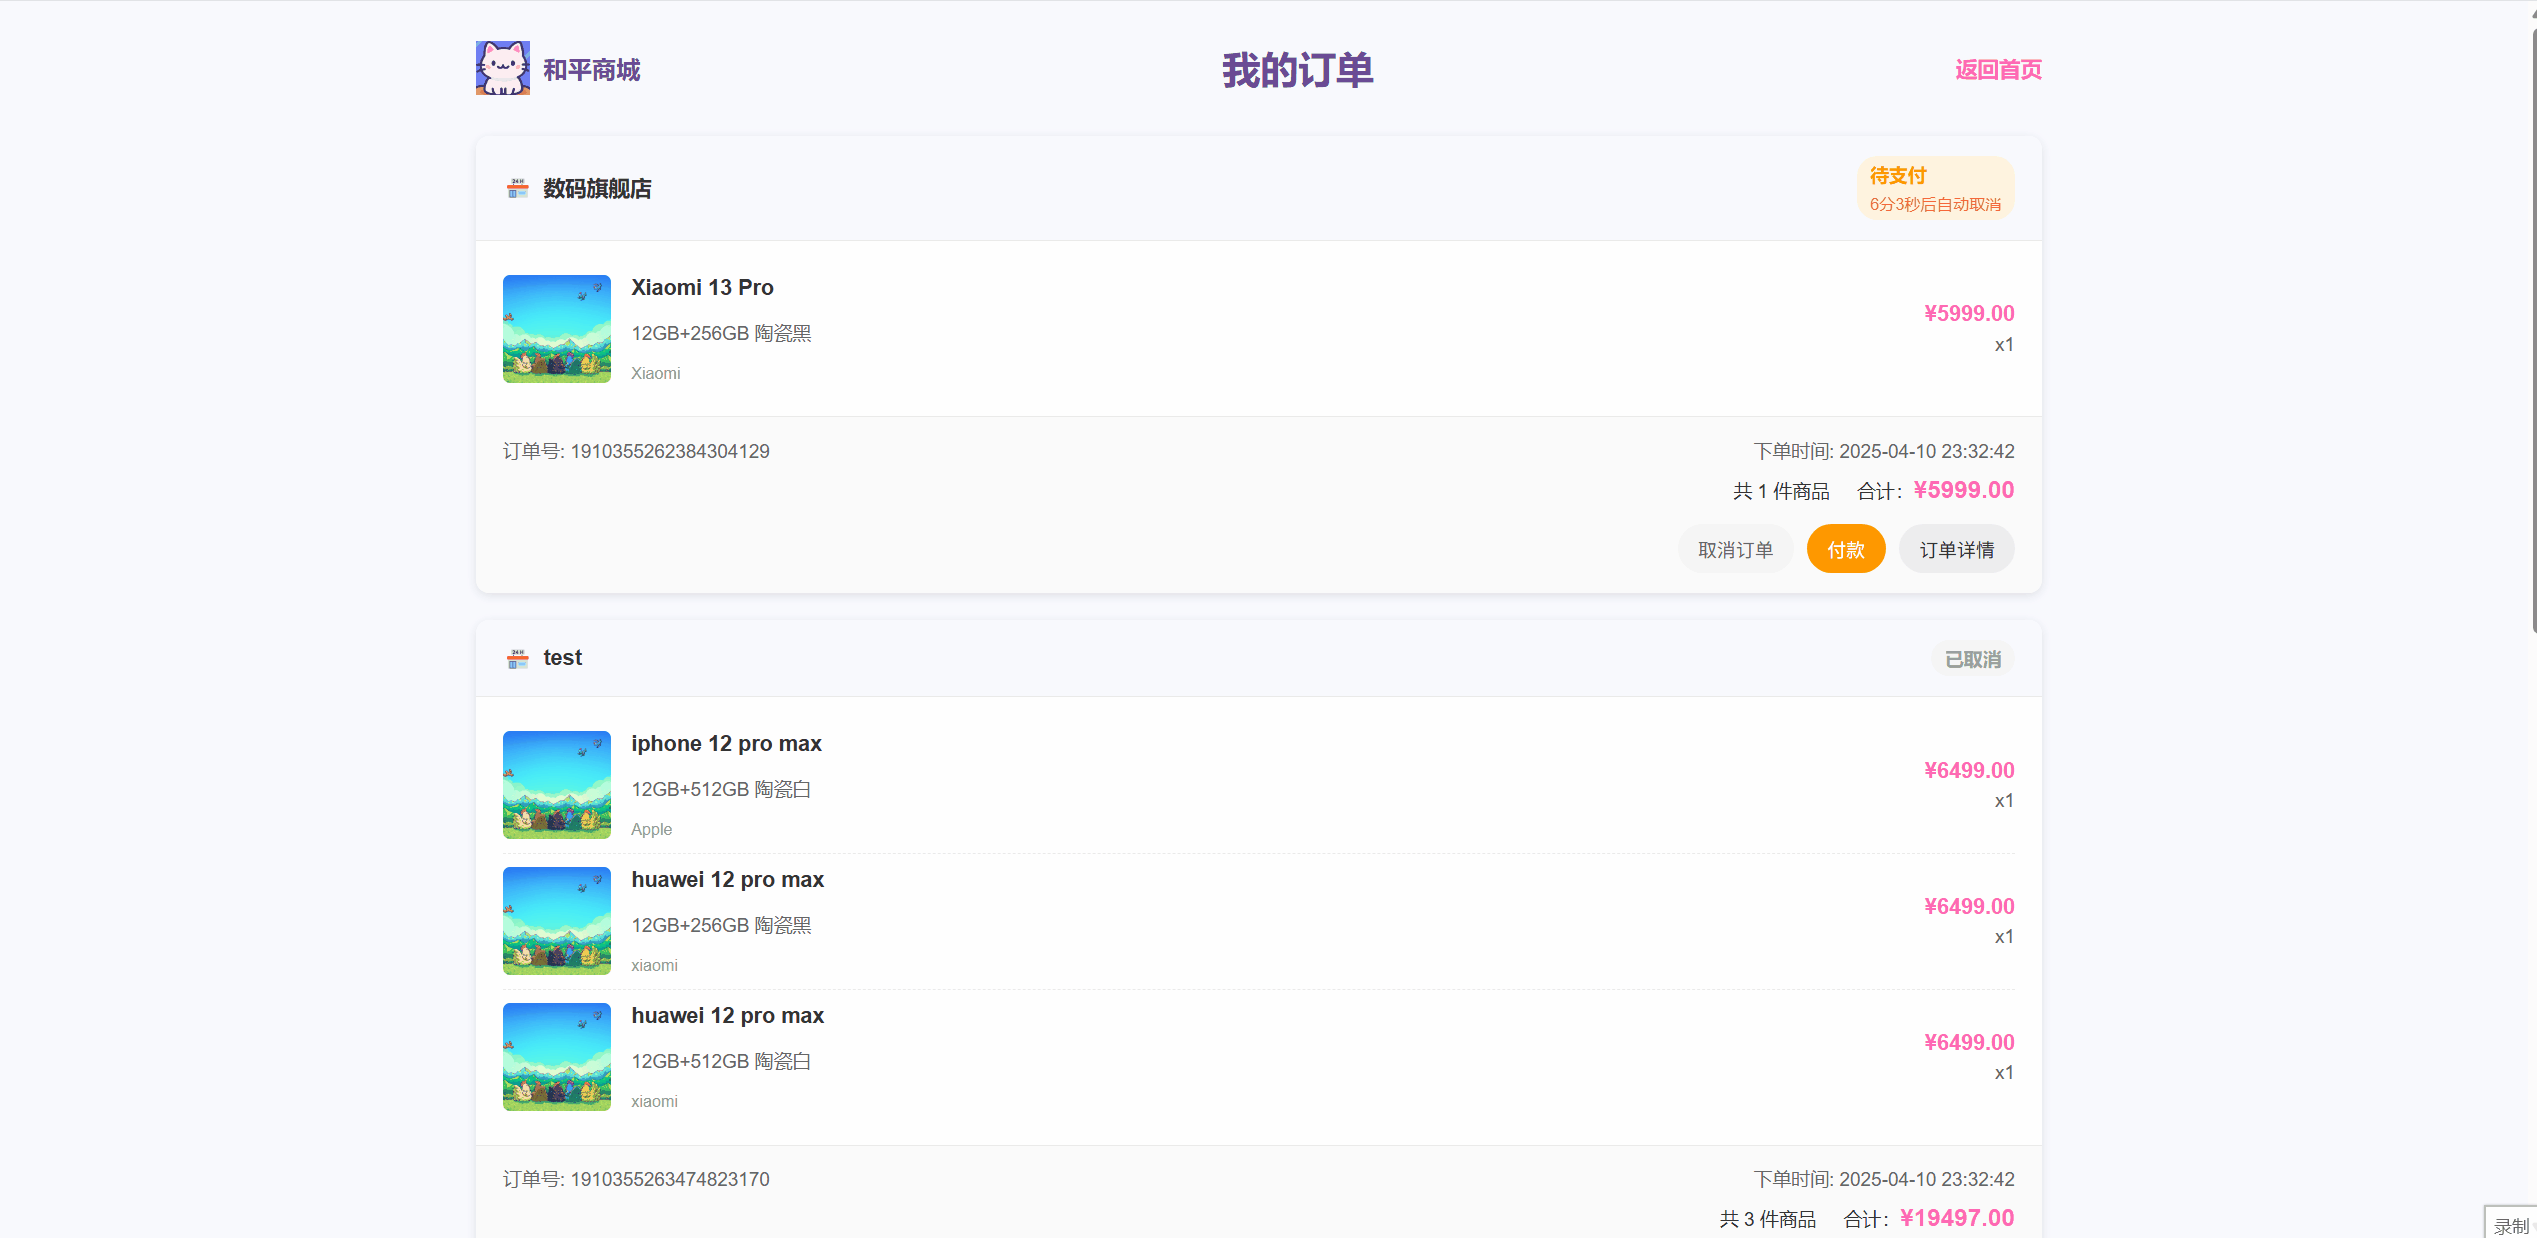 和平商城
我的订单
返回首页
数码旗舰店
待支付
6分3秒后自动取消
Xiaomi 13 Pro
12GB+256GB 陶瓷黑
Xiaomi
¥5999.00
x1
订单号: 1910355262384304129
下单时间: 2025-04-10 23:32:42
共 1 件商品 合计: ¥5999.00
取消订单 付款 订单详情
test
已取消
iphone 12 pro max
12GB+512GB 陶瓷白
Apple
¥6499.00
x1
huawei 12 pro max
12GB+256GB 陶瓷黑
xiaomi
¥6499.00
x1
huawei 12 pro max
12GB+512GB 陶瓷白
xiaomi
¥6499.00
x1
订单号: 1910355263474823170
下单时间: 2025-04-10 23:32:42
共 3 件商品 合计: ¥19497.00
录制